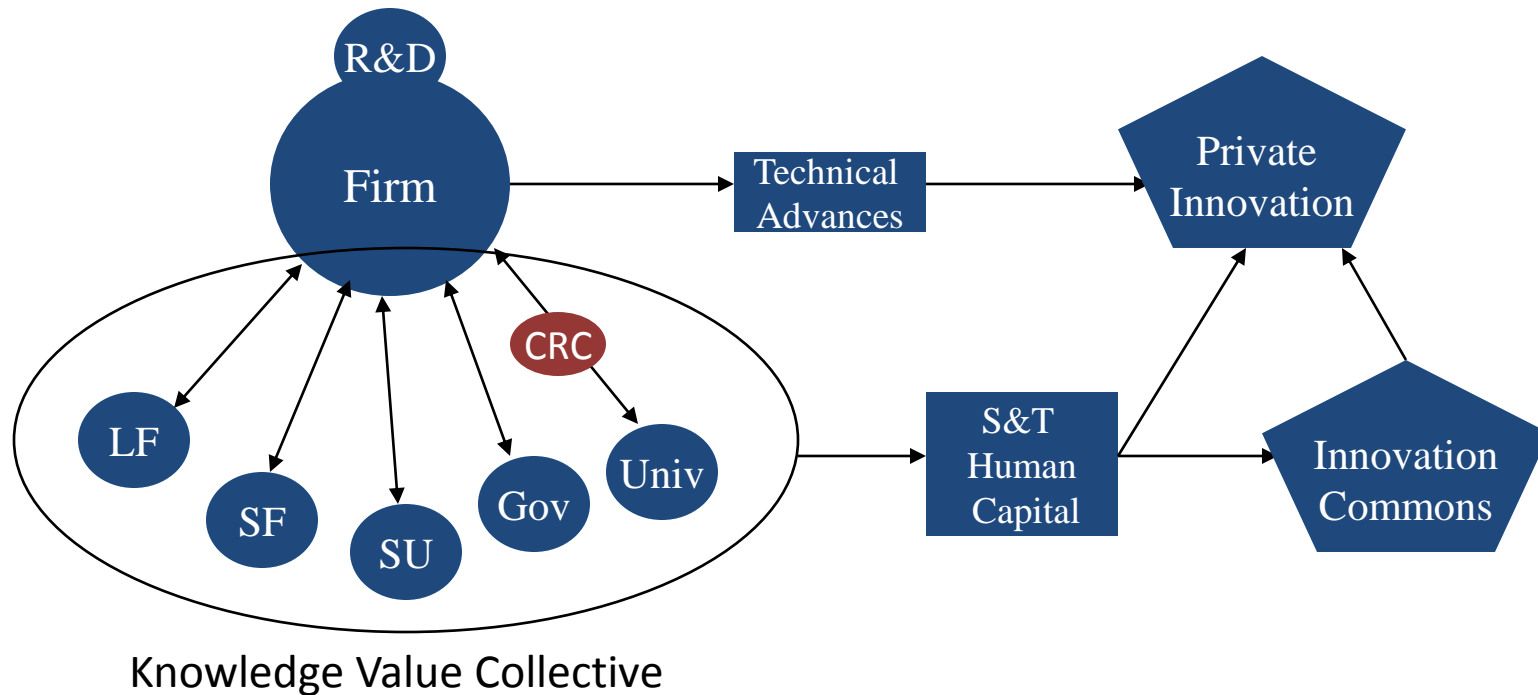 R&D
Firm
Technical
Advances
Private
Innovation
CRC
LF
SF
SU
Gov
Univ
S&T
Human
Capital
Innovation
Commons
Knowledge Value Collective